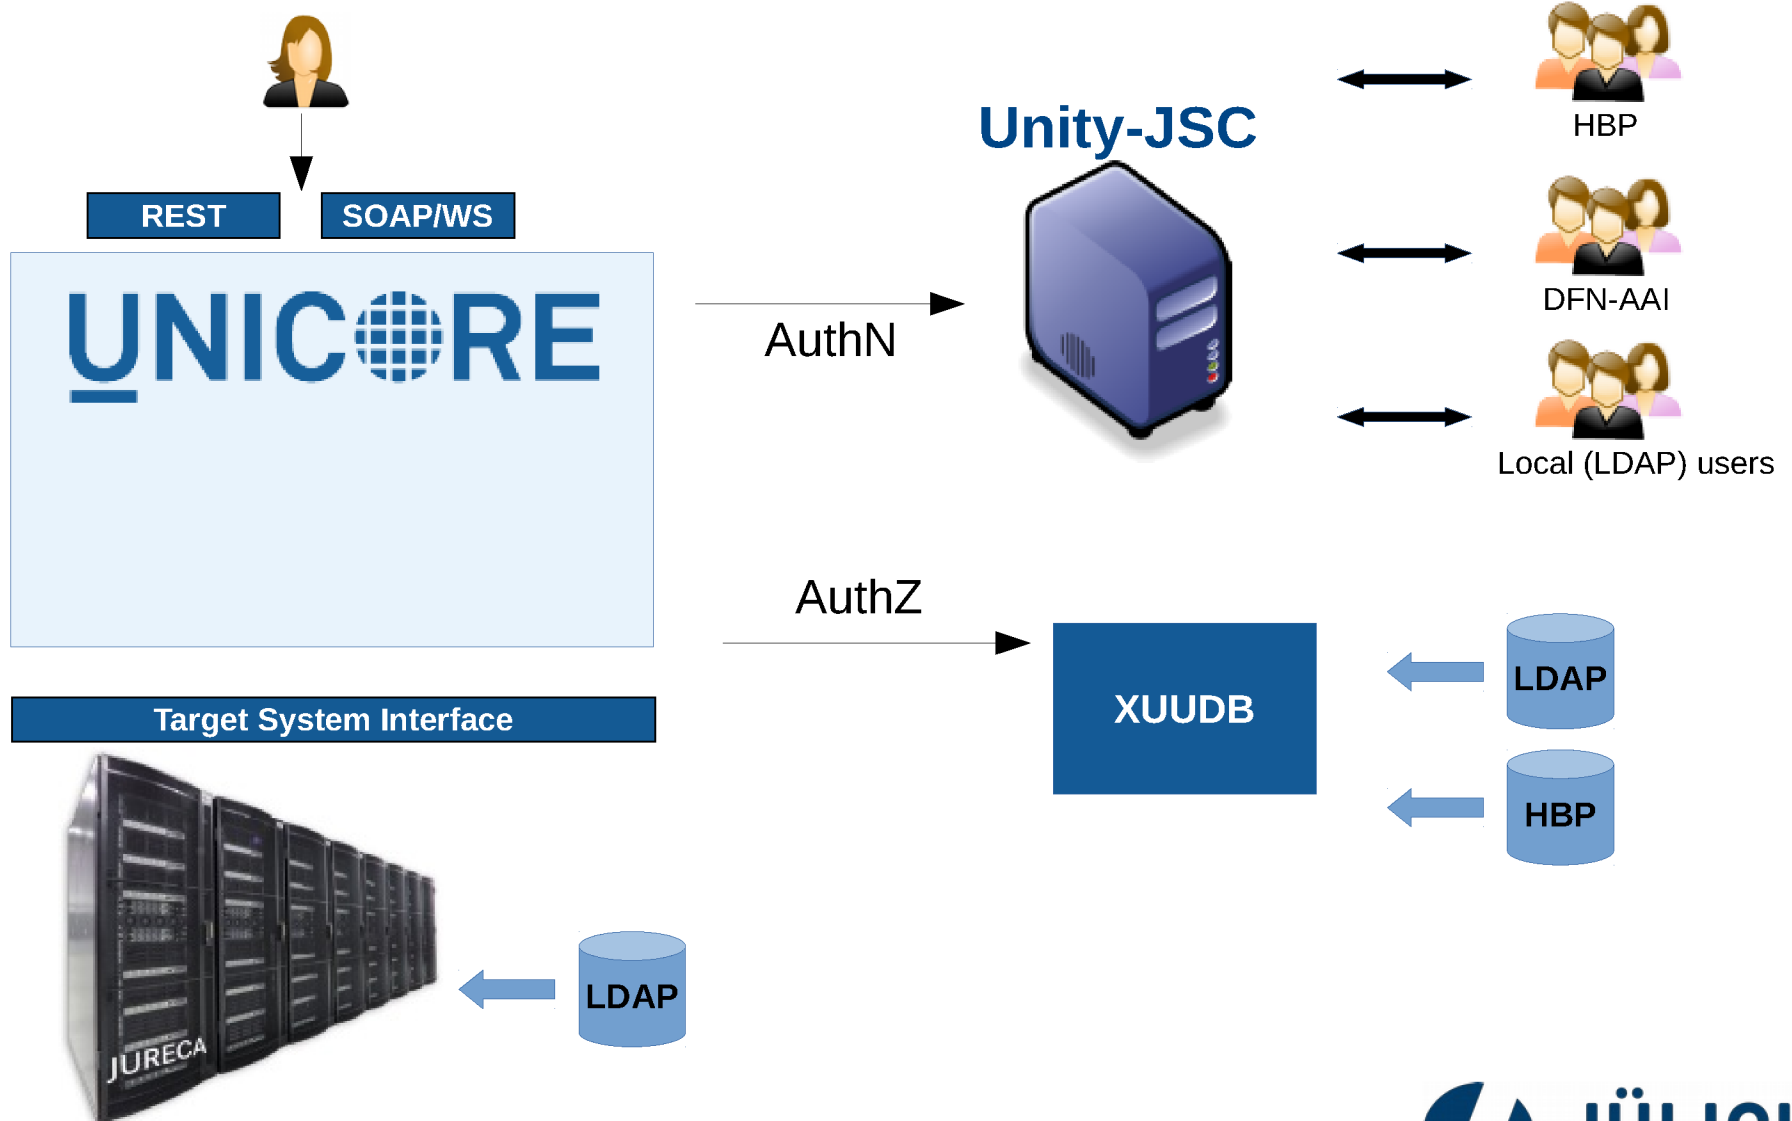 Unity-JSC
HBP
REST
SOAP/WS
UNICORE
AuthN
DFN-AAI
Local (LDAP) users
AuthZ
XUUDB
LDAP
HBP
Target System Interface
LDAP
JURECA